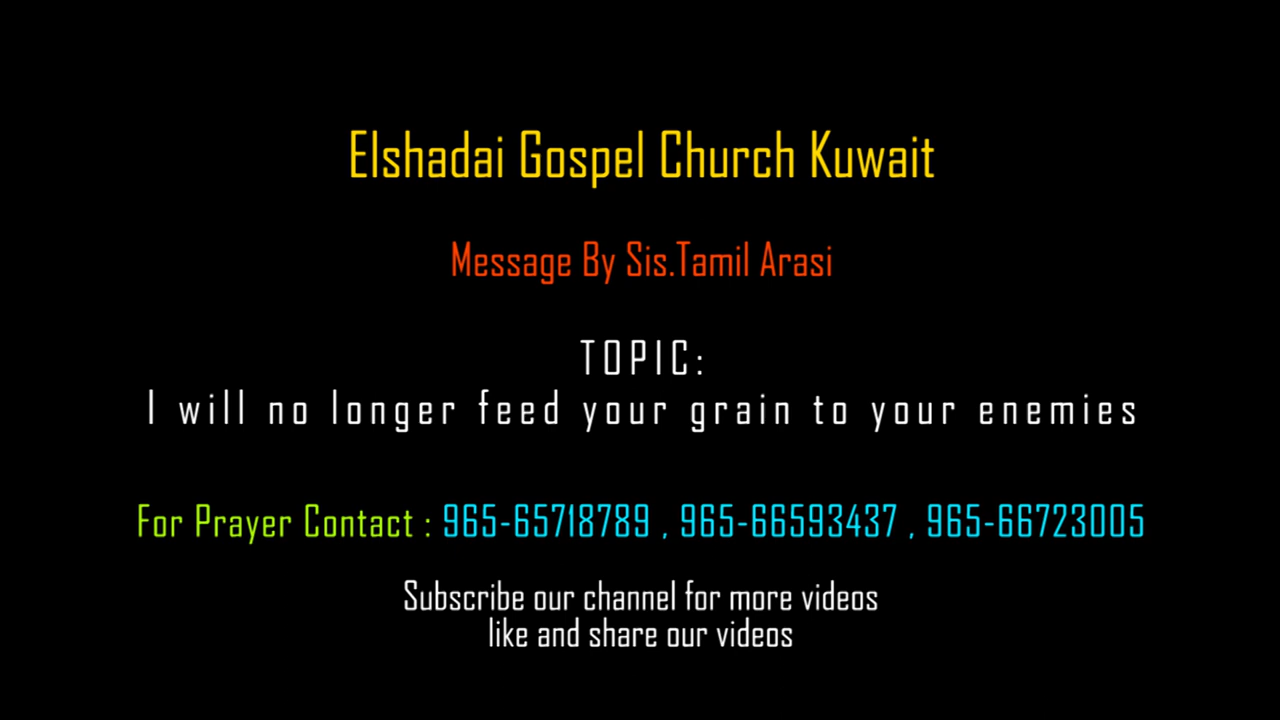 Elshadai Gospel Church Kuwait
Message By Sis.Tamil Arasi
TOPIC:
I will no longer feed your grain to your enemies
For Prayer Contact : 965-65718789 , 965-66593437 , 965-66723005
Subscribe our channel for more videos
like and share our videos